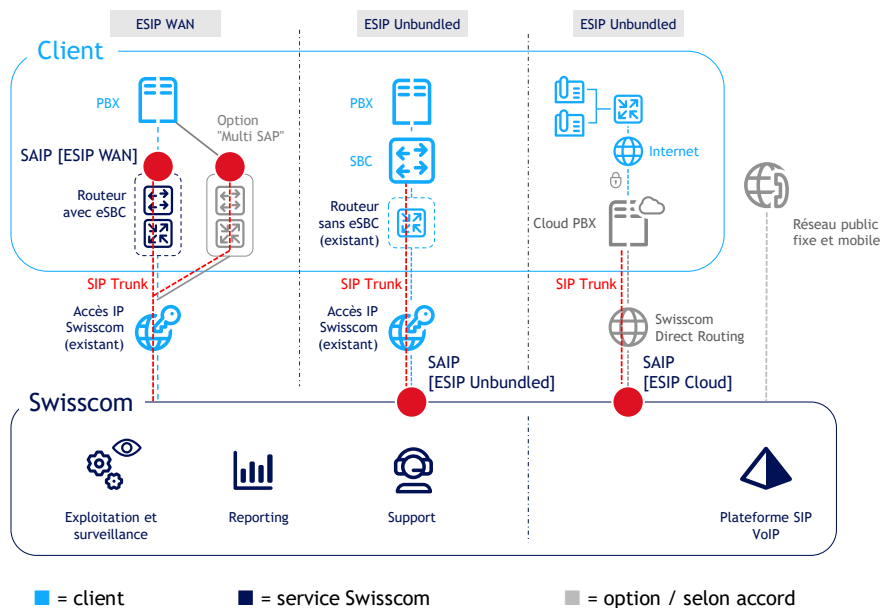 ESIP WAN
ESIP Unbundled
ESIP Unbundled
Client
PBX
Option
"Multi SAP"
SAIP [ESIP WAN]
Routeur
avec eSBC
SIP Trunk
Accès IP
Swisscom
(existant)
PBX
SBC
Routeur
sans eSBC
(existant)
SIP Trunk
Accès IP
Swisscom
(existant)
SAIP
[ESIP Unbundled]
Internet
Cloud PBX
SIP Trunk
Swisscom
Direct Routing
SAIP
[ESIP Cloud]
Réseau public
fixe et mobile
Swisscom
Exploitation et
surveillance
Reporting
Support
Plateforme SIP
VoIP
= client
= service Swisscom
= option / selon accord